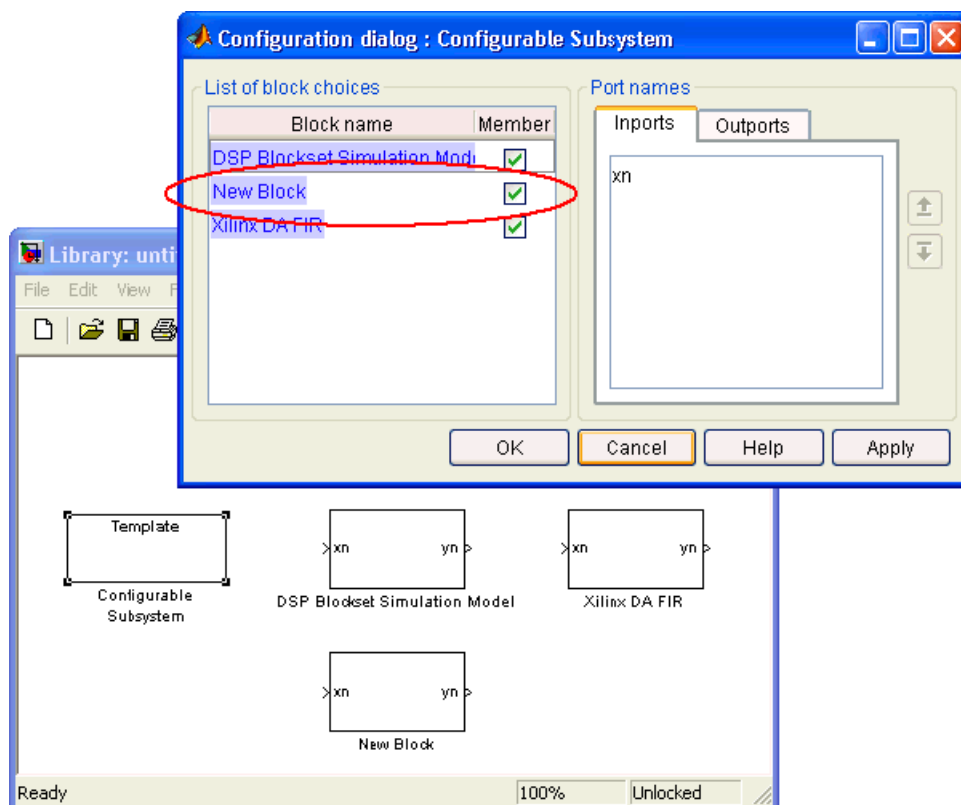 Configuration dialog : Configurable Subsystem
List of block choices
Block name Member
DSP Blockset Simulation Mod
New Block
Xilinx DA FIR
Port names
Inports Outports
xn
OK Cancel Help Apply
Library: unti
File Edit View F
Template
Configurable
Subsystem
xn yn
DSP Blockset Simulation Model
xn yn
Xilinx DA FIR
xn yn
New Block
Ready 100% Unlocked